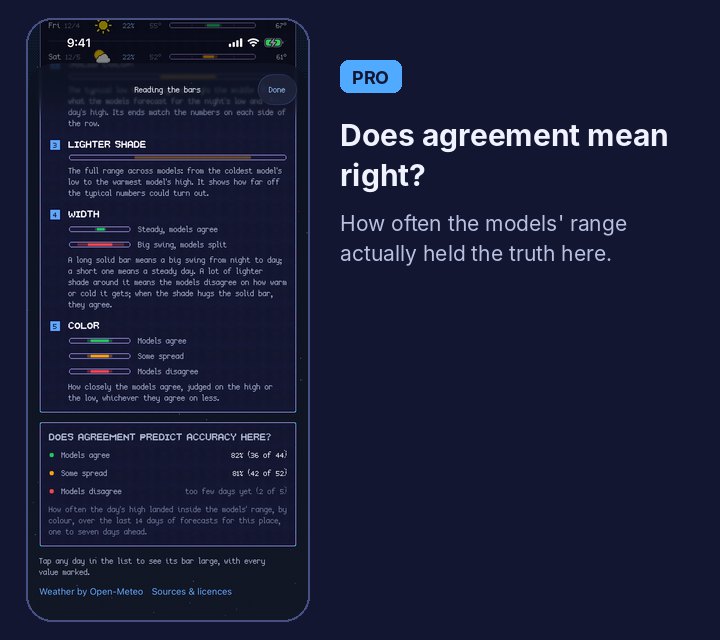 Fri 12/4 22% 55° 67°
9:41
Sat 12/5 22% 52° 61°
Reading the bars
Done
what the models forecast for the night's low and
day's high. Its ends match the numbers on each side of
the row.
3 LIGHTER SHADE
The full range across models: from the coldest model's
low to the warmest model's high. It shows how far off
the typical numbers could turn out.
4 WIDTH
Steady, models agree
Big swing, models split
A long solid bar means a big swing from night to day;
a short one means a steady day. A lot of lighter
shade around it means the models disagree on how warm
or cold it gets; when the shade hugs the solid bar,
they agree.
5 COLOR
Models agree
Some spread
Models disagree
How closely the models agree, judged on the high or
the low, whichever they agree on less.
DOES AGREEMENT PREDICT ACCURACY HERE?
Models agree 82% (36 of 44)
Some spread 81% (42 of 52)
Models disagree too few days yet (2 of 5)
How often the day's high landed inside the models' range, by
colour, over the last 14 days of forecasts for this place,
one to seven days ahead.
Tap any day in the list to see its bar large, with every
value marked.
Weather by Open-Meteo Sources & licences
PRO
Does agreement mean
right?
How often the models' range
actually held the truth here.